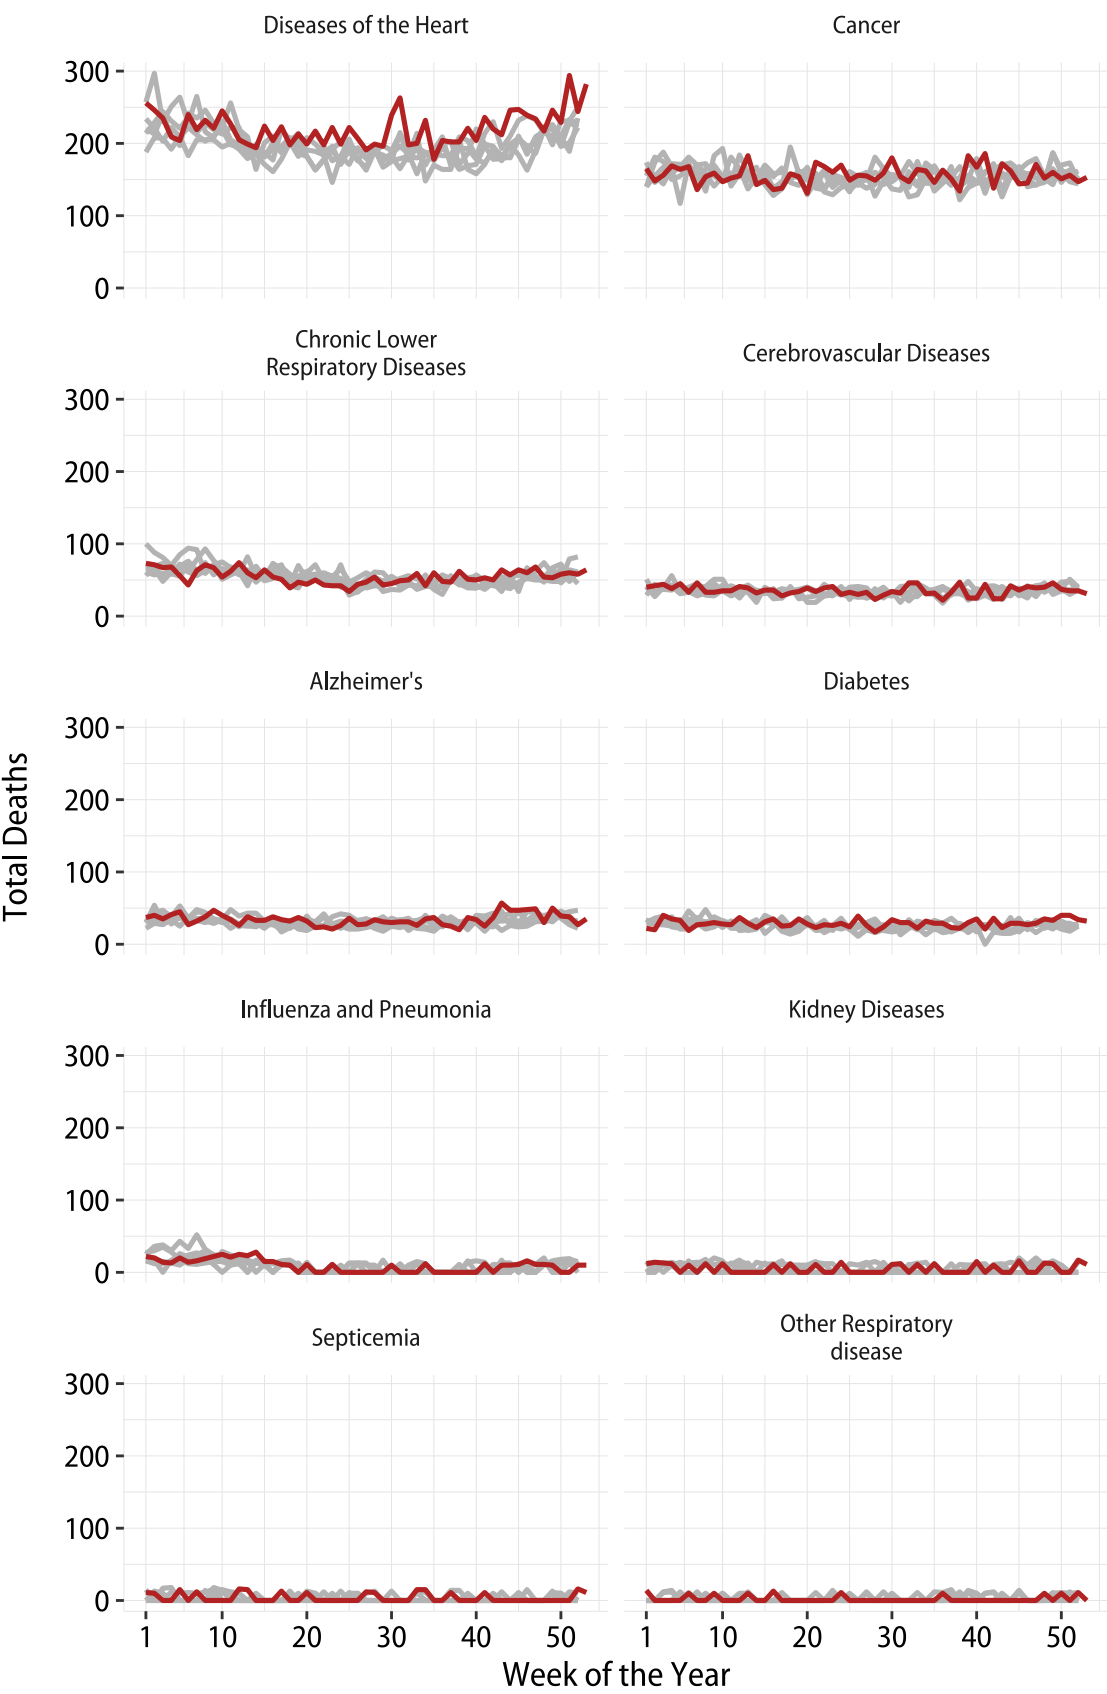 Diseases of the Heart
Cancer
300
200
100
0
Chronic Lower
Respiratory Diseases
Cerebrovascular Diseases
300
200
100
0
Alzheimer's
Diabetes
300
200
100
0
Total Deaths
Influenza and Pneumonia
Kidney Diseases
300
200
100
0
Septicemia
Other Respiratory
disease
300
200
100
0
1 10 20 30 40 50
1 10 20 30 40 50
Week of the Year